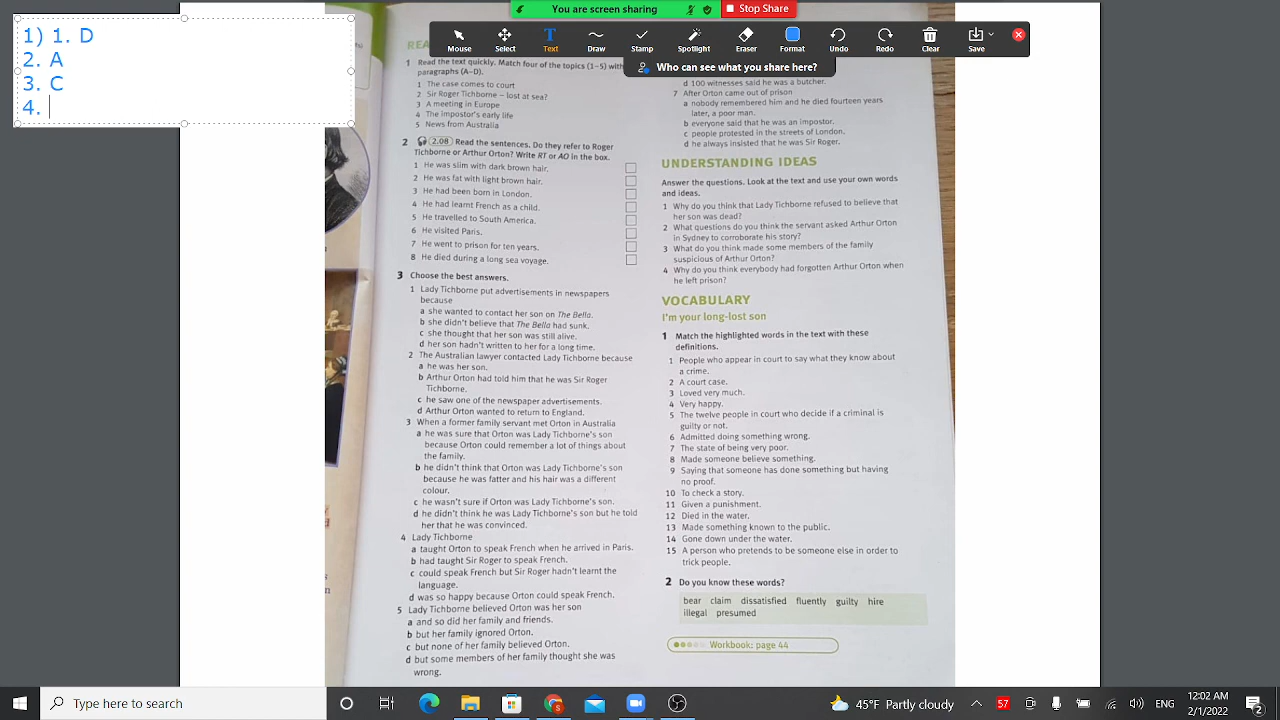 You are screen sharing
Stop Share
Mouse
Select
Text
Draw
Stamp
Spotlight
Eraser
Format
Undo
Redo
Clear
Save
Who can see what you share?
1) 1. D
2. A
3. C
4.
REA
1 Read the text quickly. Match four of the topics (1–5) with
paragraphs (A–D).
1 The case comes to court
2 Sir Roger Tichborne – lost at sea?
3 A meeting in Europe
4 The impostor's early life
5 News from Australia
2 2.08 Read the sentences. Do they refer to Roger
Tichborne or Arthur Orton? Write RT or AO in the box.
1 He was slim with dark brown hair.
2 He was fat with light brown hair.
3 He had been born in London.
4 He had learnt French as a child.
5 He travelled to South America.
6 He visited Paris.
7 He went to prison for ten years.
8 He died during a long sea voyage.
3 Choose the best answers.
1 Lady Tichborne put advertisements in newspapers
because
a she wanted to contact her son on The Bella.
b she didn't believe that The Bella had sunk.
c she thought that her son was still alive.
d her son hadn't written to her for a long time.
2 The Australian lawyer contacted Lady Tichborne because
a he was her son.
b Arthur Orton had told him that he was Sir Roger
Tichborne.
c he saw one of the newspaper advertisements.
d Arthur Orton wanted to return to England.
3 When a former family servant met Orton in Australia
a he was sure that Orton was Lady Tichborne's son
because Orton could remember a lot of things about
the family.
b he didn't think that Orton was Lady Tichborne's son
because he was fatter and his hair was a different
colour.
c he wasn't sure if Orton was Lady Tichborne's son.
d he didn't think he was Lady Tichborne's son but he told
her that he was convinced.
4 Lady Tichborne
a taught Orton to speak French when he arrived in Paris.
b had taught Sir Roger to speak French.
c could speak French but Sir Roger hadn't learnt the
language.
d was so happy because Orton could speak French.
5 Lady Tichborne believed Orton was her son
a and so did her family and friends.
b but her family ignored Orton.
c but none of her family believed Orton.
d but some members of her family thought she was
wrong.
d 100 witnesses said he was a butcher.
7 After Orton came out of prison
a nobody remembered him and he died fourteen years
later, a poor man.
b everyone said that he was an impostor.
c people protested in the streets of London.
d he always insisted that he was Sir Roger.
UNDERSTANDING IDEAS
Answer the questions. Look at the text and use your own words
and ideas.
1 Why do you think that Lady Tichborne refused to believe that
her son was dead?
2 What questions do you think the servant asked Arthur Orton
in Sydney to corroborate his story?
3 What do you think made some members of the family
suspicious of Arthur Orton?
4 Why do you think everybody had forgotten Arthur Orton when
he left prison?
VOCABULARY
I'm your long-lost son
1 Match the highlighted words in the text with these
definitions.
1 People who appear in court to say what they know about
a crime.
2 A court case.
3 Loved very much.
4 Very happy.
5 The twelve people in court who decide if a criminal is
guilty or not.
6 Admitted doing something wrong.
7 The state of being very poor.
8 Made someone believe something.
9 Saying that someone has done something but having
no proof.
10 To check a story.
11 Given a punishment.
12 Died in the water.
13 Made something known to the public.
14 Gone down under the water.
15 A person who pretends to be someone else in order to
trick people.
2 Do you know these words?
bear claim dissatisfied fluently guilty hire
illegal presumed
Workbook: page 44
Type here to search
45°F
57
12:02 AM
1/20/2022